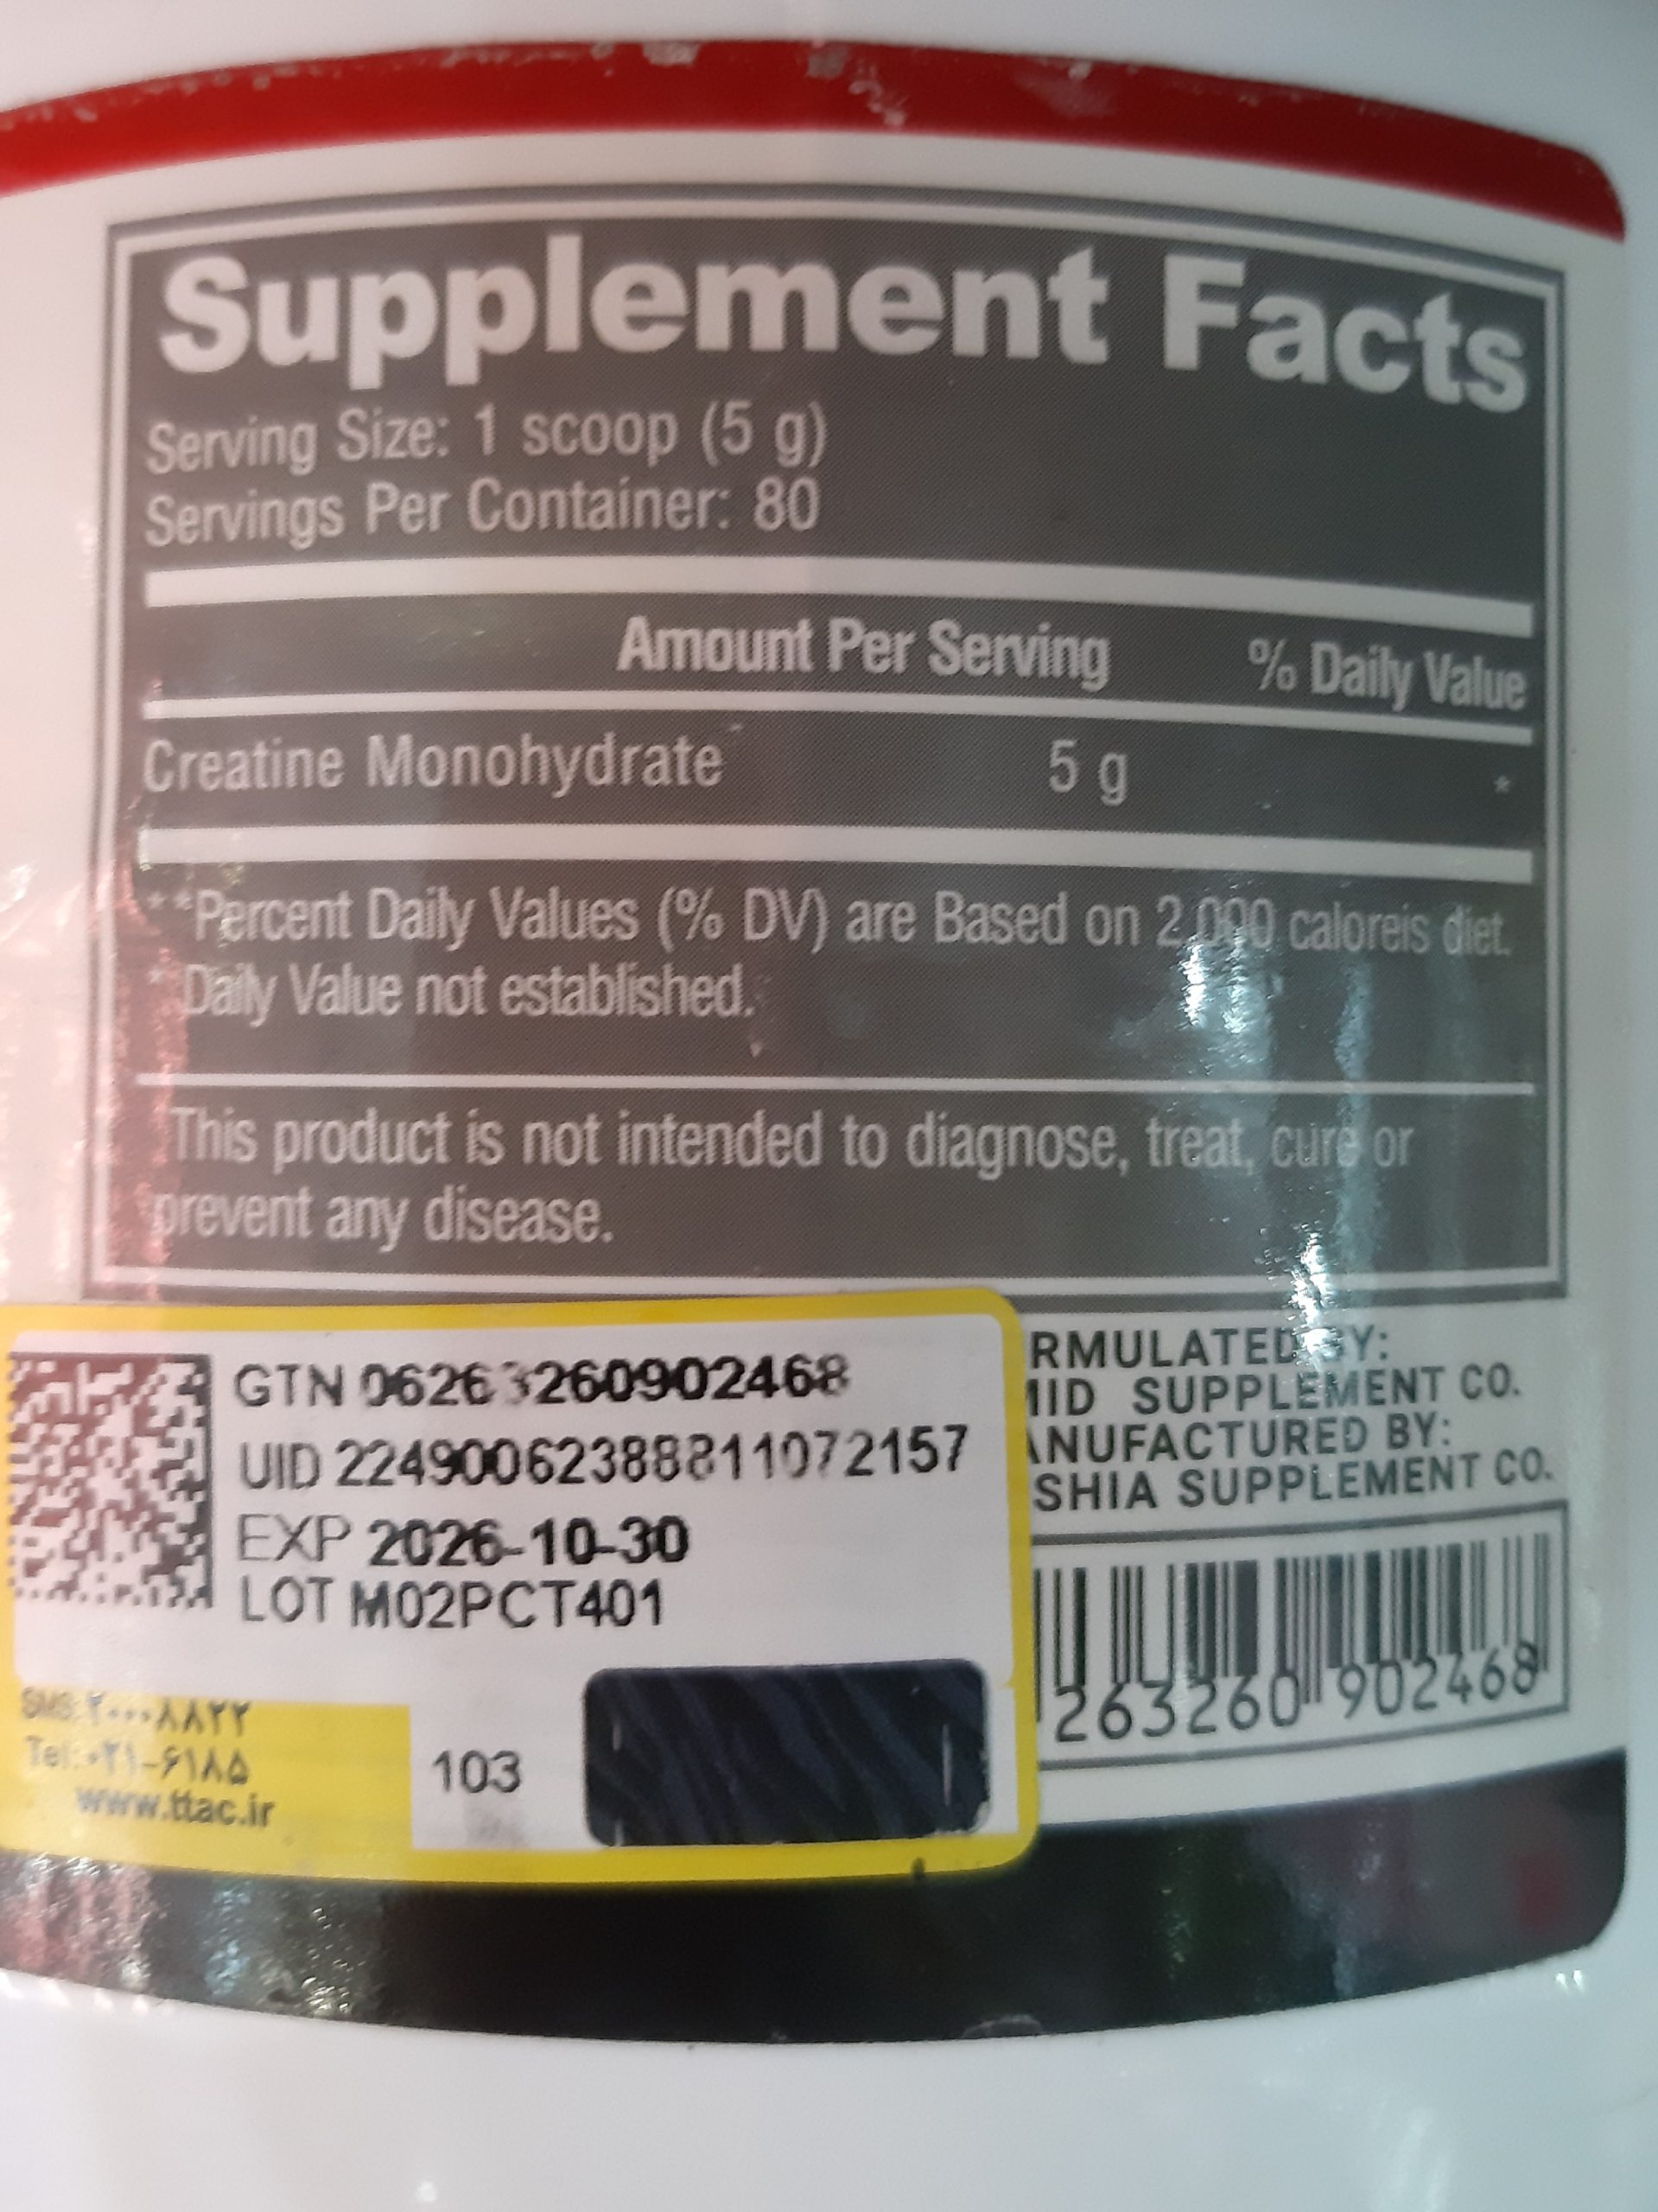 Supplement Facts
Serving Size: 1 scoop (5 g)
Servings Per Container: 80
Amount Per Serving % Daily Value
Creatine Monohydrate 5 g *
**Percent Daily Values (% DV) are Based on 2,000 caloreis diet.
* Daily Value not established.
This product is not intended to diagnose, treat, cure or
prevent any disease.
GTN 06263260902468
UID 22490062388811072157
EXP 2026-10-30
LOT M02PCT401
SMS:۲۰۰۰۸۸۲۲
Tel:۰۲۱-۶۱۸۵
www.ttac.ir
103
RMULATED BY:
MID SUPPLEMENT CO.
ANUFACTURED BY:
SHIA SUPPLEMENT CO.
263260 902468